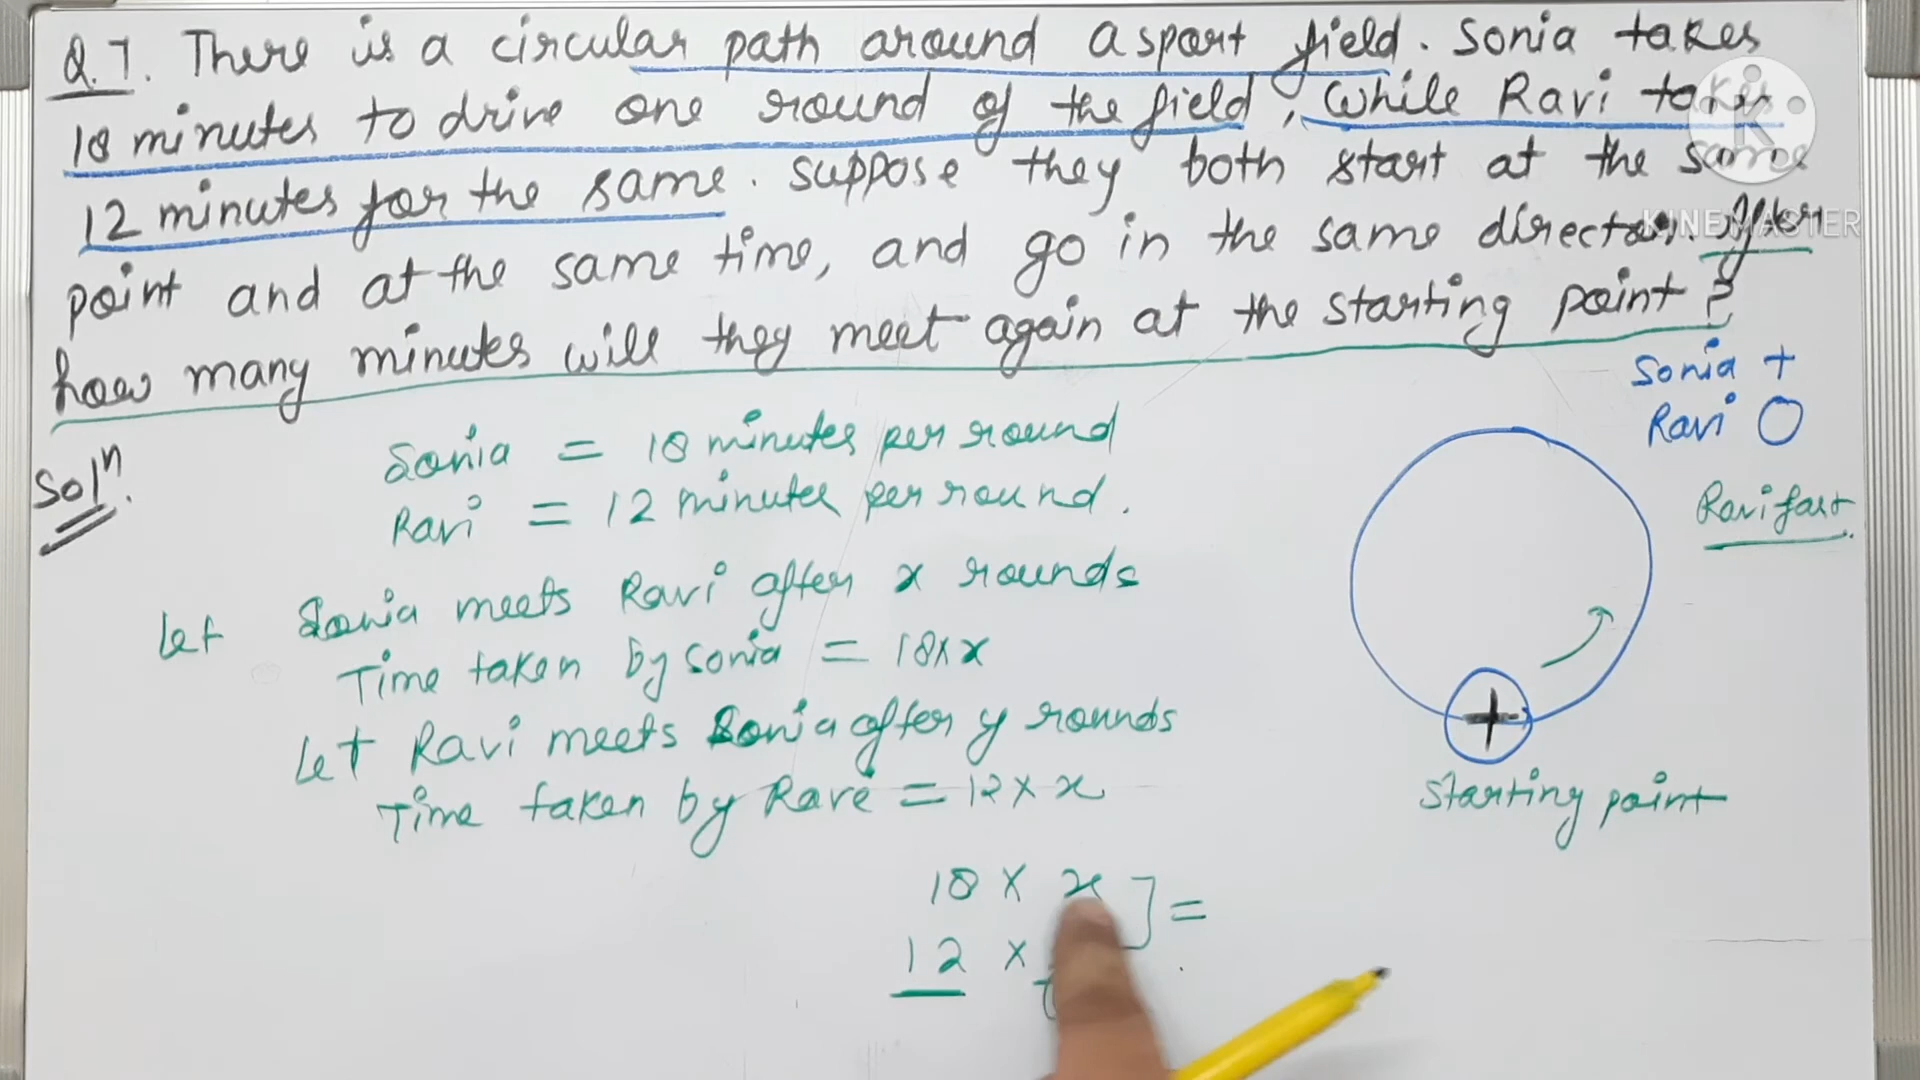 Q.7. There is a circular path around a sport field. Sonia takes
18 minutes to drive one round of the field, while Ravi takes
12 minutes for the same. suppose they both start at the same
point and at the same time, and go in the same direction. After
how many minutes will they meet again at the starting point?
Sonia +
Ravi O
Ravi fast
Solⁿ.
Sonia = 18 minutes per round
Ravi = 12 minutes per round.
Let Sonia meets Ravi after x rounds
Time taken by Sonia = 18 x x
Let Ravi meets Sonia after y rounds
Time taken by Rave = 12 × x
18 × x
12 ×
] =
+
Starting point
KINEMASTER